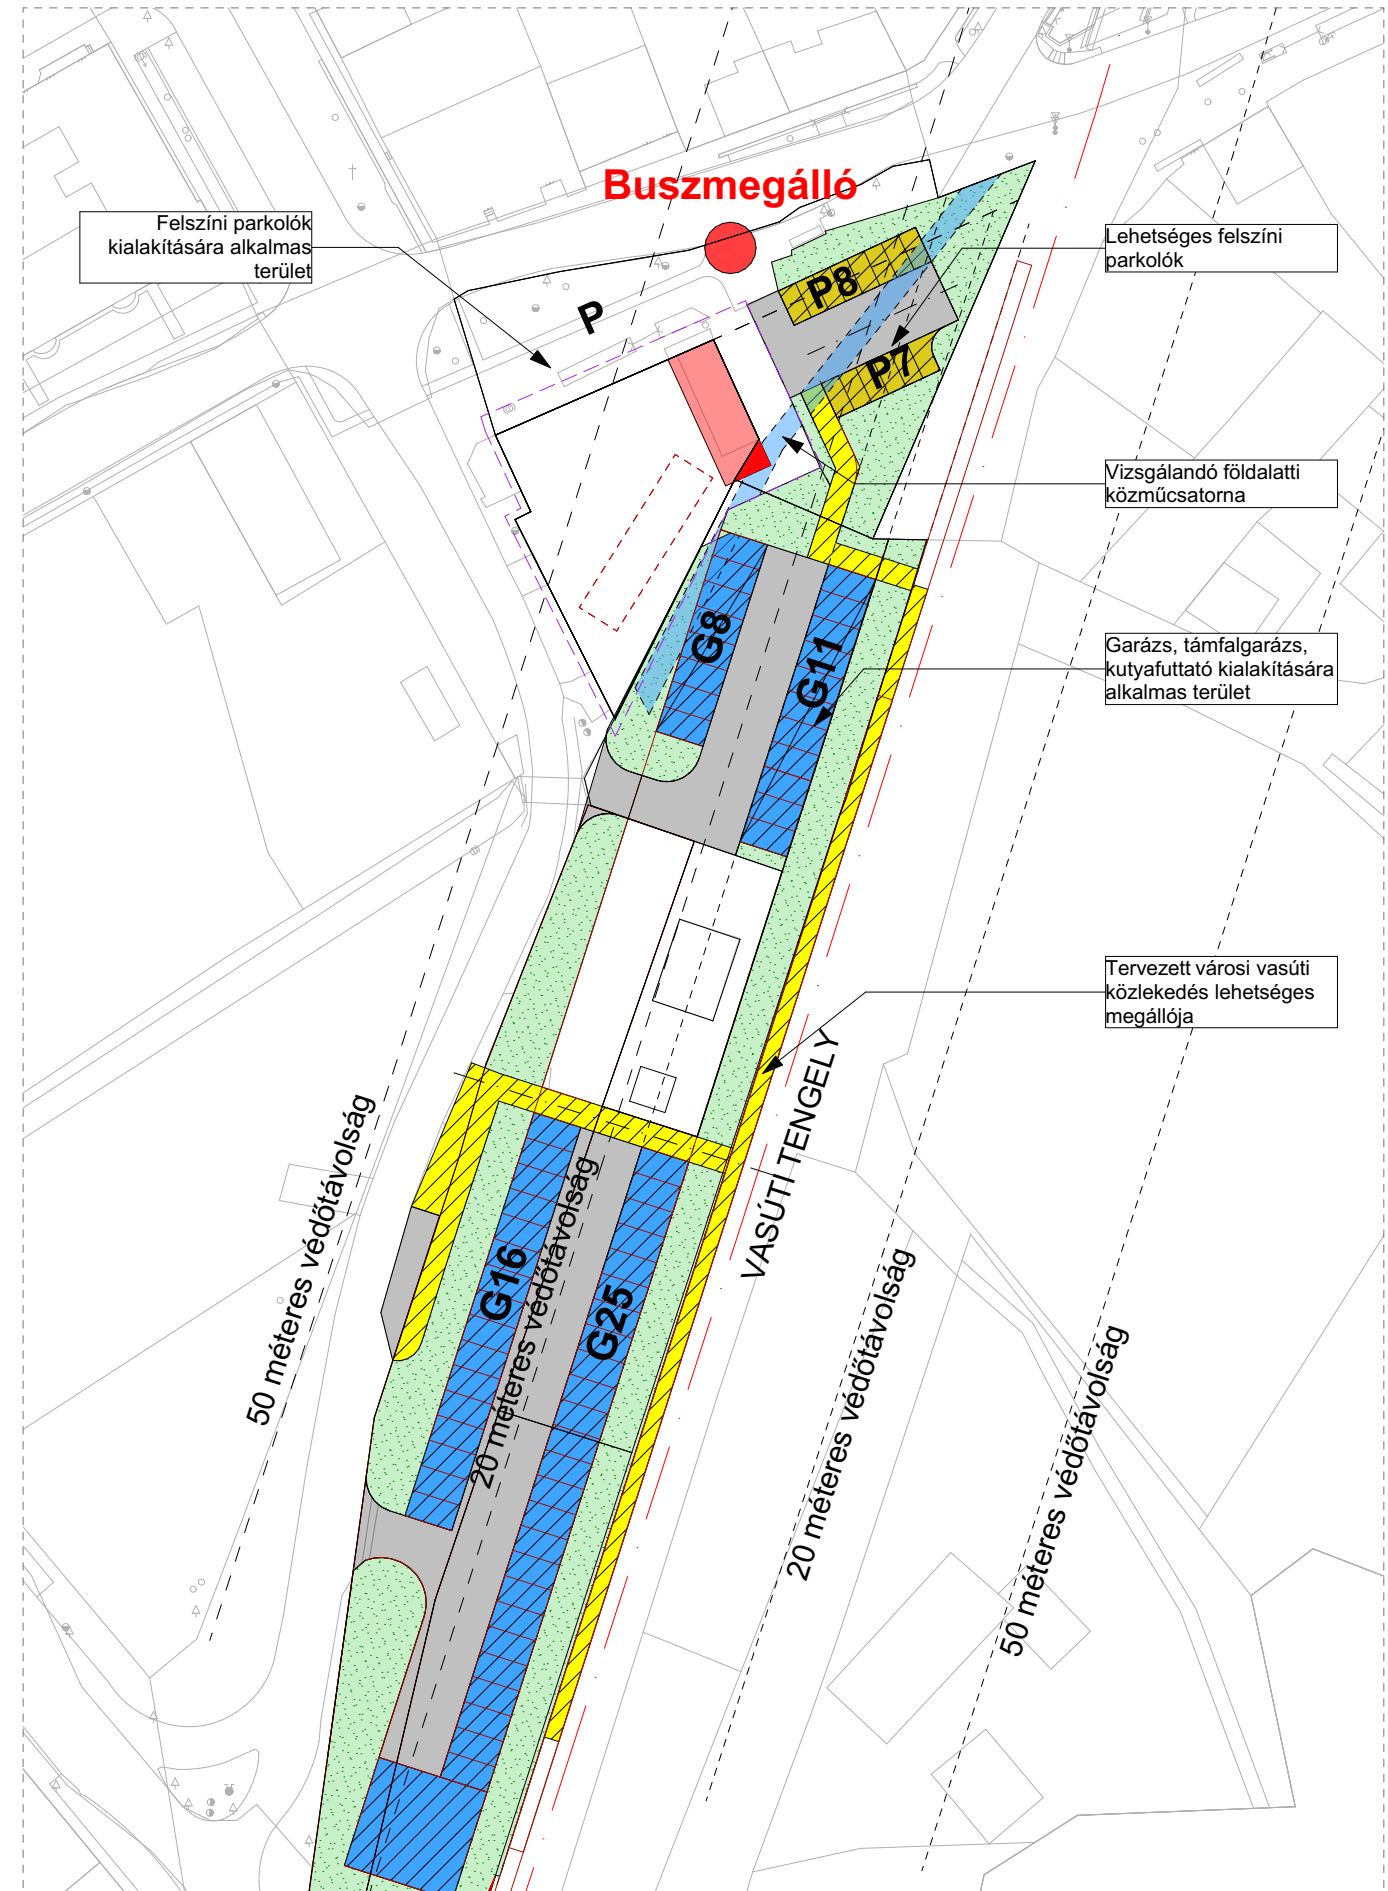 Buszmegálló
Felszíni parkolók
kialakítására alkalmas
terület
Lehetséges felszíni
parkolók
P
P8
P7
Vizsgálandó földalatti
közműcsatorna
G8
G11
Garázs, támfalgarázs,
kutyafuttató kialakítására
alkalmas terület
Tervezett városi vasúti
közlekedés lehetséges
megállója
VASÚTI TENGELY
50 méteres védőtávolság
G16
20 méteres védőtávolság
G25
20 méteres védőtávolság
50 méteres védőtávolság